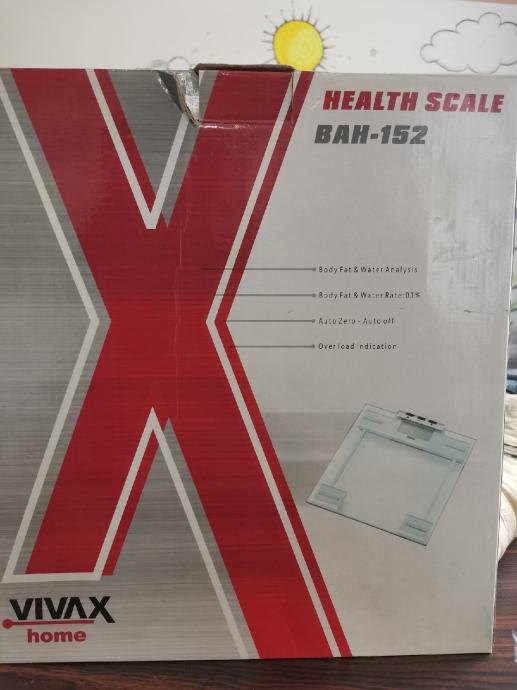 HEALTH SCALE
BAH-152
Body Fat & Water Analysis
Body Fat & Water Rate:0.1%
Auto Zero - Auto off
Overload Indication
VIVAX
home